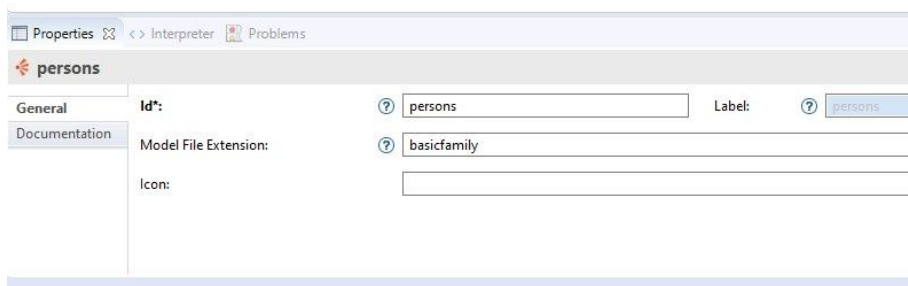 Properties Interpreter Problems
persons
General Id*: ? persons Label: ? persons
Documentation
Model File Extension: ? basicfamily
Icon: